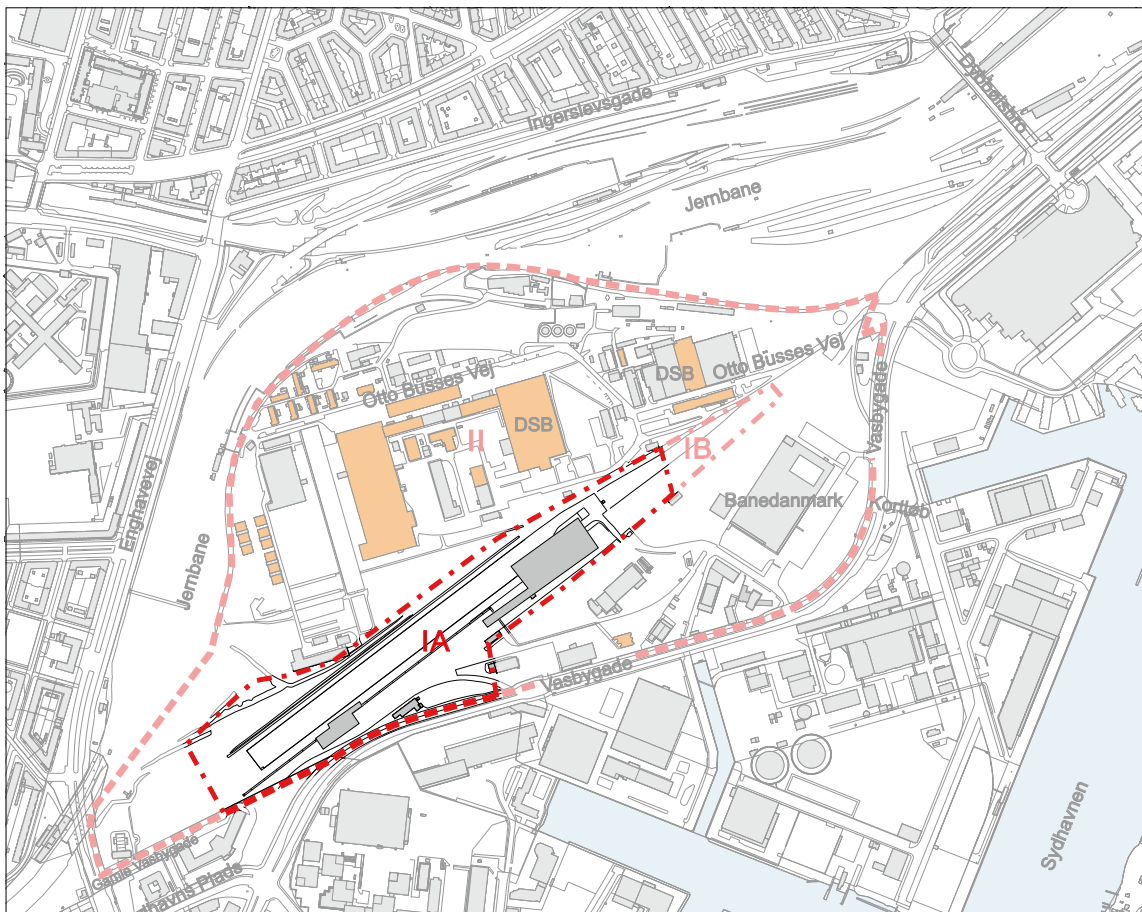 Dybbølsbro
Ingerslevsgade
Jernbane
Otto Busses Vej
DSB
Otto Busses Vej
DSB
II
IB
Vasbygade
Enghavevej
Banedanmark
Kortløb
Jernbane
IA
Vasbygade
Sydhavnen
Gamle Vasbygade
Plads